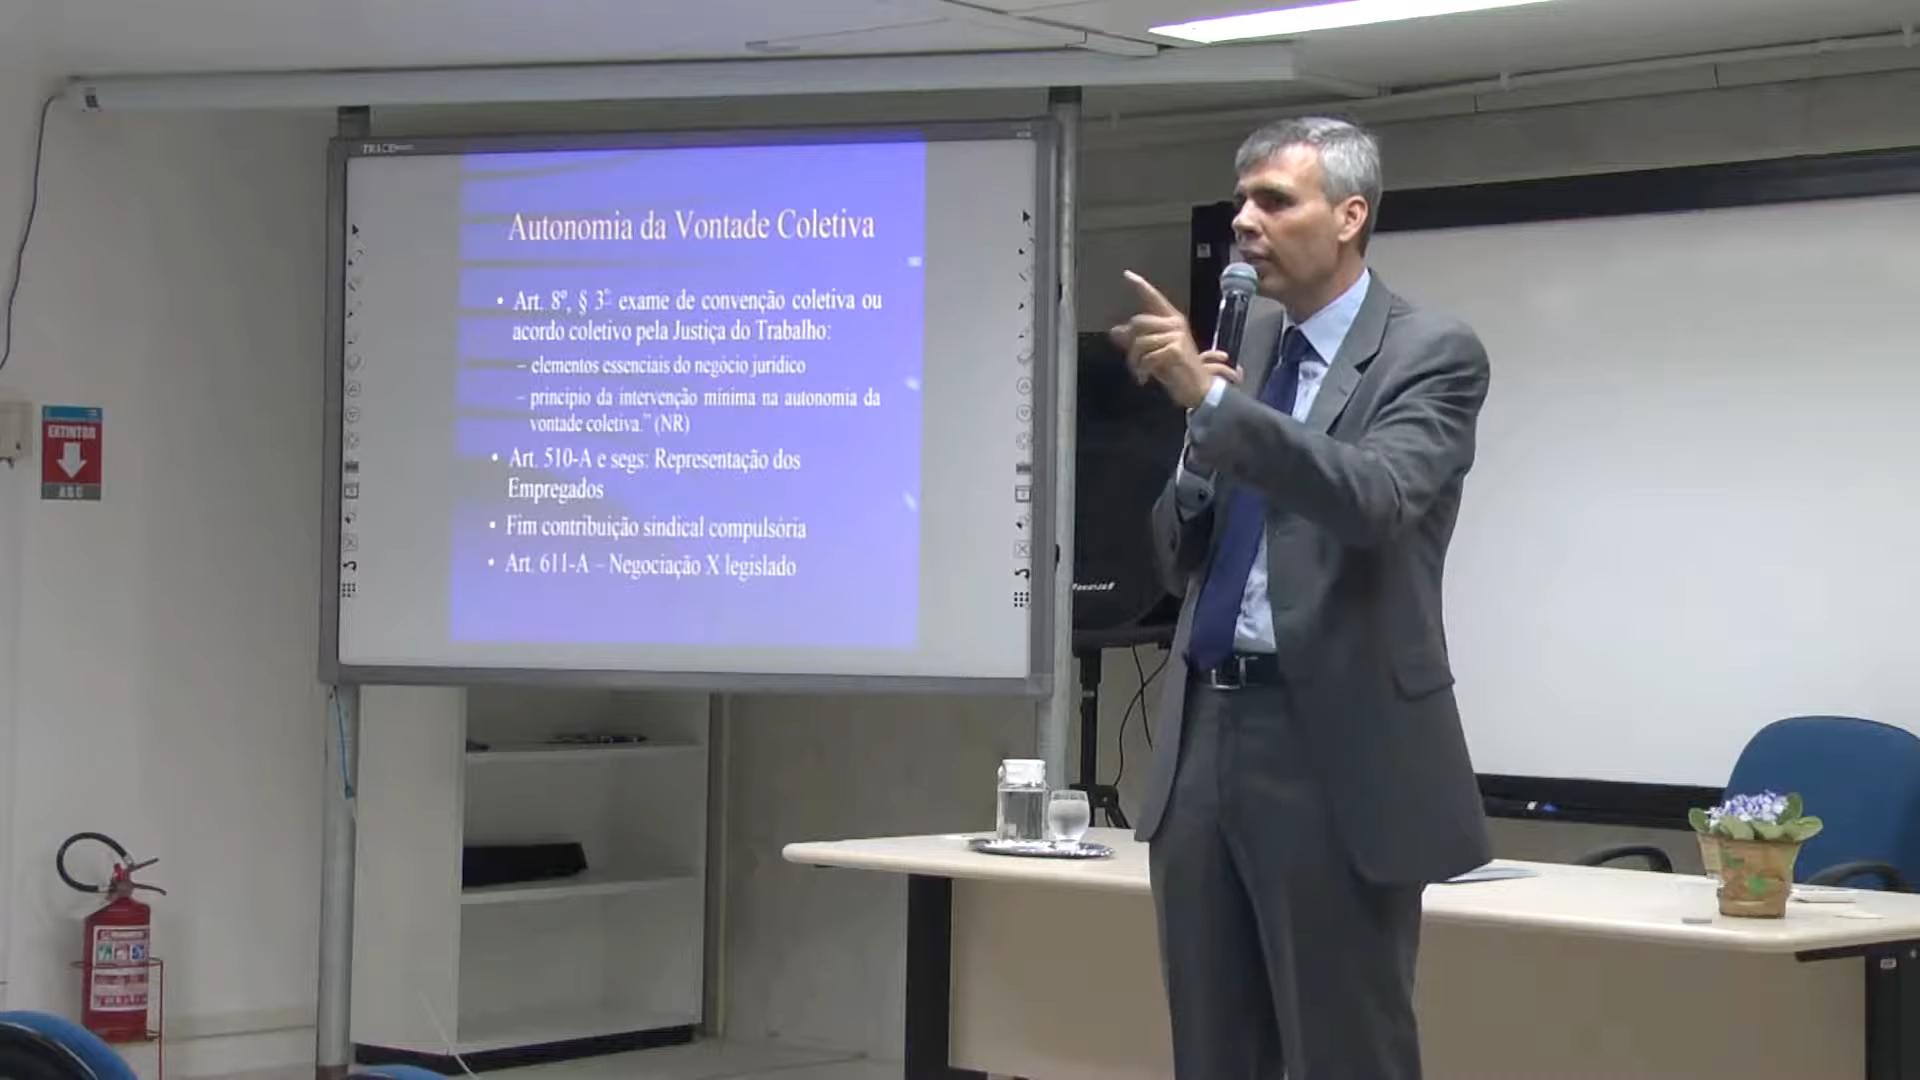 TRACE
Autonomia da Vontade Coletiva
• Art. 8º, § 3º exame de convenção coletiva ou
acordo coletivo pela Justiça do Trabalho:
– elementos essenciais do negócio jurídico
– princípio da intervenção mínima na autonomia da
vontade coletiva.” (NR)
• Art. 510-A e segs: Representação dos
Empregados
• Fim contribuição sindical compulsória
• Art. 611-A – Negociação X legislado
EXTINTOR
ABC